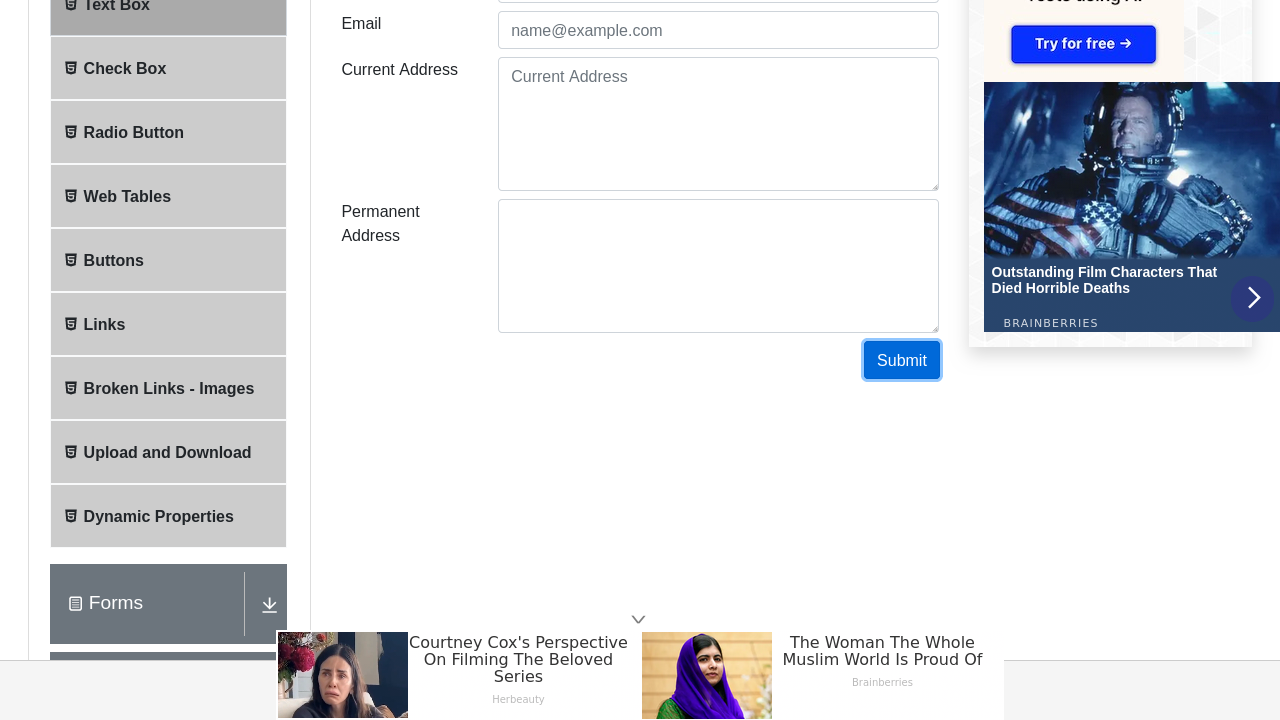 Text Box
Check Box
Radio Button
Web Tables
Buttons
Links
Broken Links - Images
Upload and Download
Dynamic Properties
Forms
Email
name@example.com
Current Address
Current Address
Permanent
Address
Submit
Try for free →
Outstanding Film Characters That
Died Horrible Deaths
BRAINBERRIES
Courtney Cox's Perspective
On Filming The Beloved
Series
Herbeauty
The Woman The Whole
Muslim World Is Proud Of
Brainberries